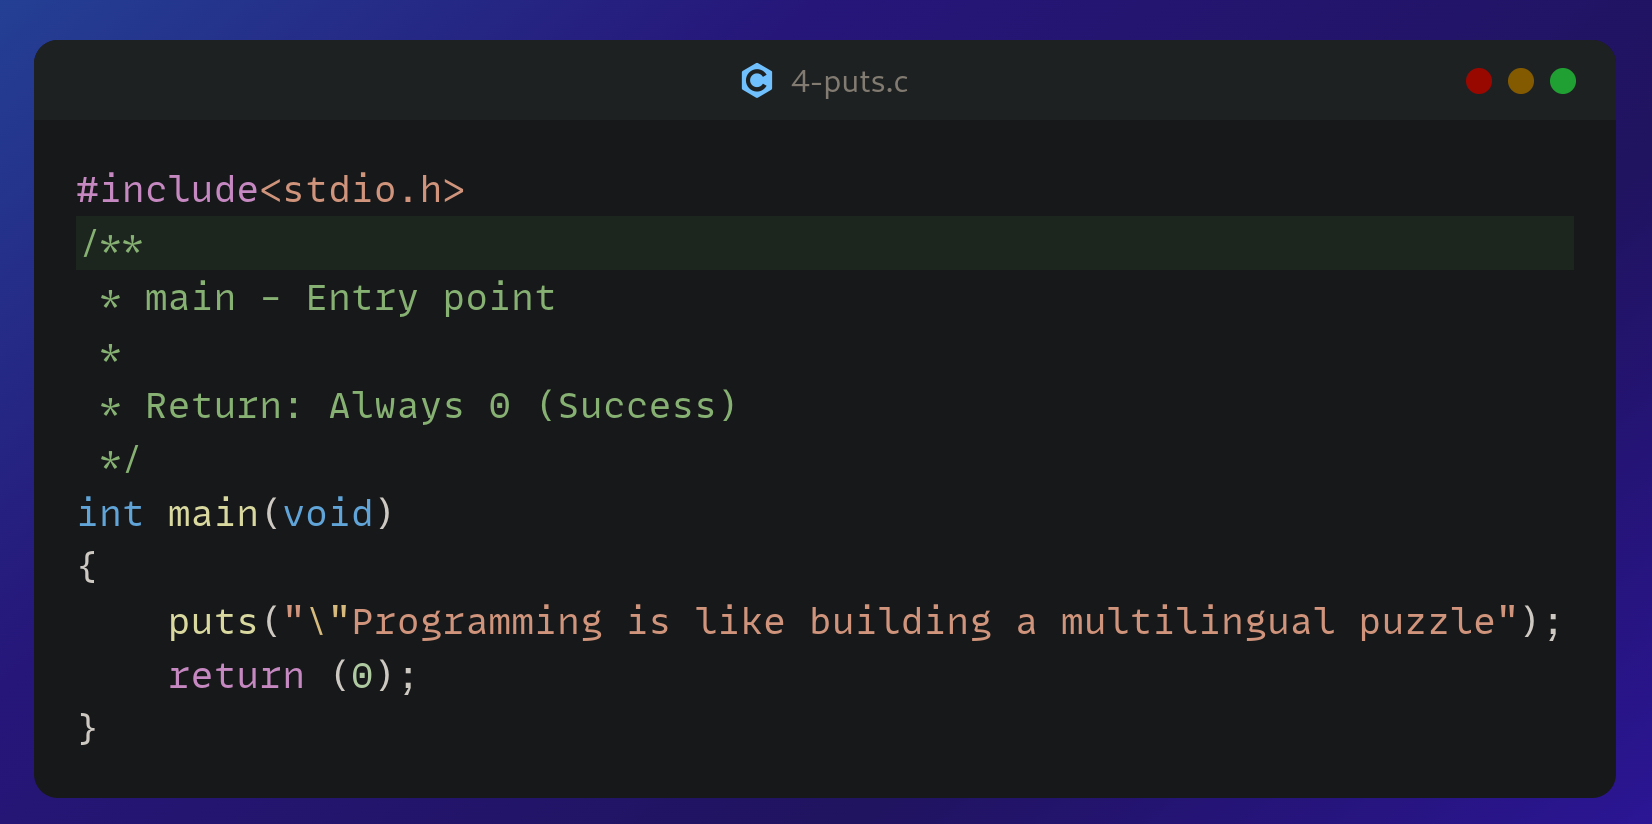 4-puts.c
#include<stdio.h>
/**
 * main - Entry point
 *
 * Return: Always 0 (Success)
 */
int main(void)
{
    puts("\"Programming is like building a multilingual puzzle");
    return (0);
}